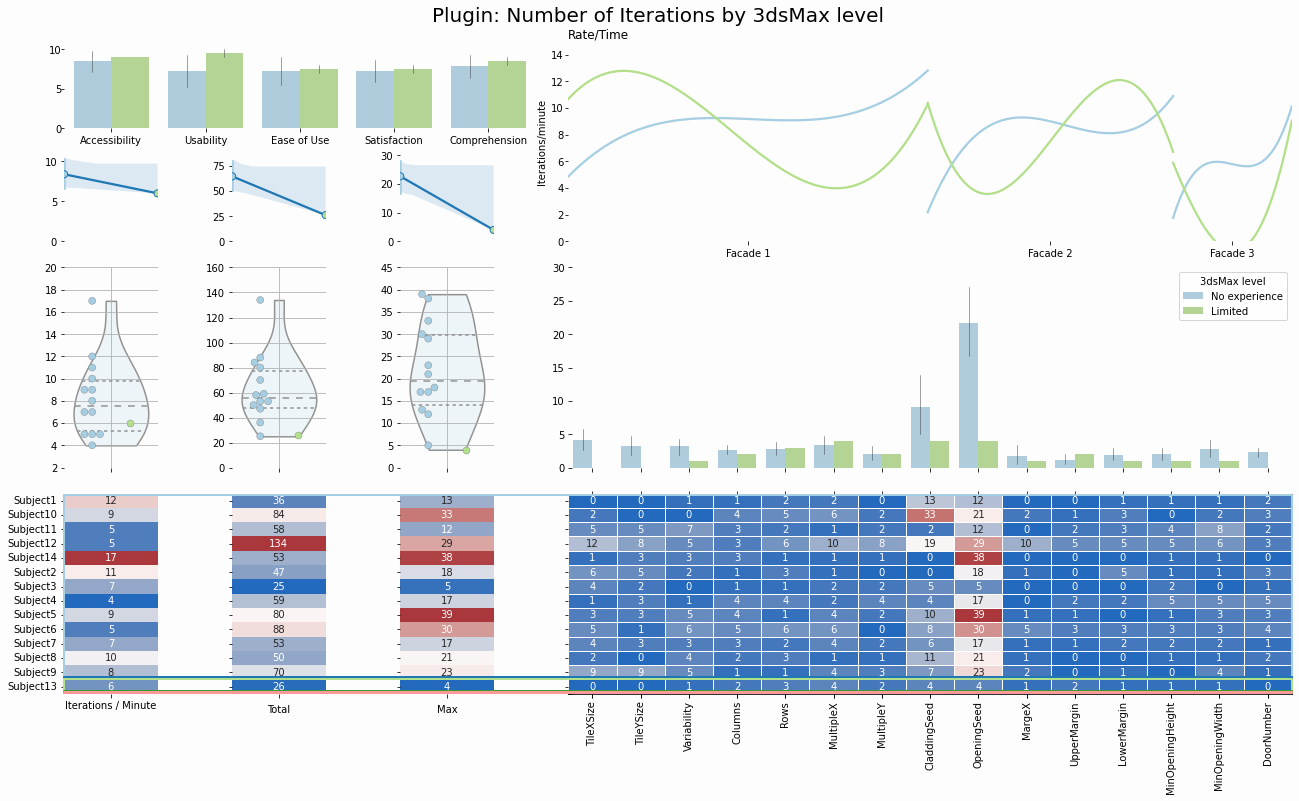 Plugin: Number of Iterations by 3dsMax level
10
5
0
Accessibility Usability Ease of Use Satisfaction Comprehension
Rate/Time
Iterations/minute
14
12
10
8
6
4
2
0
Facade 1 Facade 2 Facade 3
10
5
0
75
50
25
0
30
20
10
0
20
18
16
14
12
10
8
6
4
2
160
140
120
100
80
60
40
20
0
45
40
35
30
25
20
15
10
5
0
30
25
20
15
10
5
0
3dsMax level
No experience
Limited
Subject1 12 36 13 0 0 1 1 2 2 0 13 12 0 0 1 1 1 2
Subject10 9 84 33 2 0 0 4 5 6 2 33 21 2 1 3 0 2 3
Subject11 5 58 12 5 5 7 3 2 1 2 2 12 0 2 3 4 8 2
Subject12 5 134 29 12 8 5 3 6 10 8 19 29 10 5 5 5 6 3
Subject14 17 53 38 1 3 3 3 1 1 1 0 38 0 0 0 1 1 0
Subject2 11 47 18 6 5 2 1 3 1 0 0 18 1 0 5 1 1 3
Subject3 7 25 5 4 2 0 1 1 2 2 5 5 0 0 0 2 0 1
Subject4 4 59 17 1 3 1 4 4 2 4 4 17 0 2 2 5 5 5
Subject5 9 80 39 3 3 5 4 1 4 2 10 39 1 1 0 1 3 3
Subject6 5 88 30 5 1 6 5 6 6 0 8 30 5 3 3 3 3 4
Subject7 7 53 17 4 3 3 3 2 4 2 6 17 1 1 2 2 2 1
Subject8 10 50 21 2 0 4 2 3 1 1 11 21 1 0 0 1 1 2
Subject9 8 70 23 9 9 5 1 1 4 3 7 23 2 0 1 0 4 1
Subject13 6 26 4 0 0 1 2 3 4 2 4 4 1 2 1 1 1 0
Iterations / Minute Total Max
TileXSize
TileYSize
Variability
Columns
Rows
MultipleX
MultipleY
CladdingSeed
OpeningSeed
MargeX
UpperMargin
LowerMargin
MinOpeningHeight
MinOpeningWidth
DoorNumber